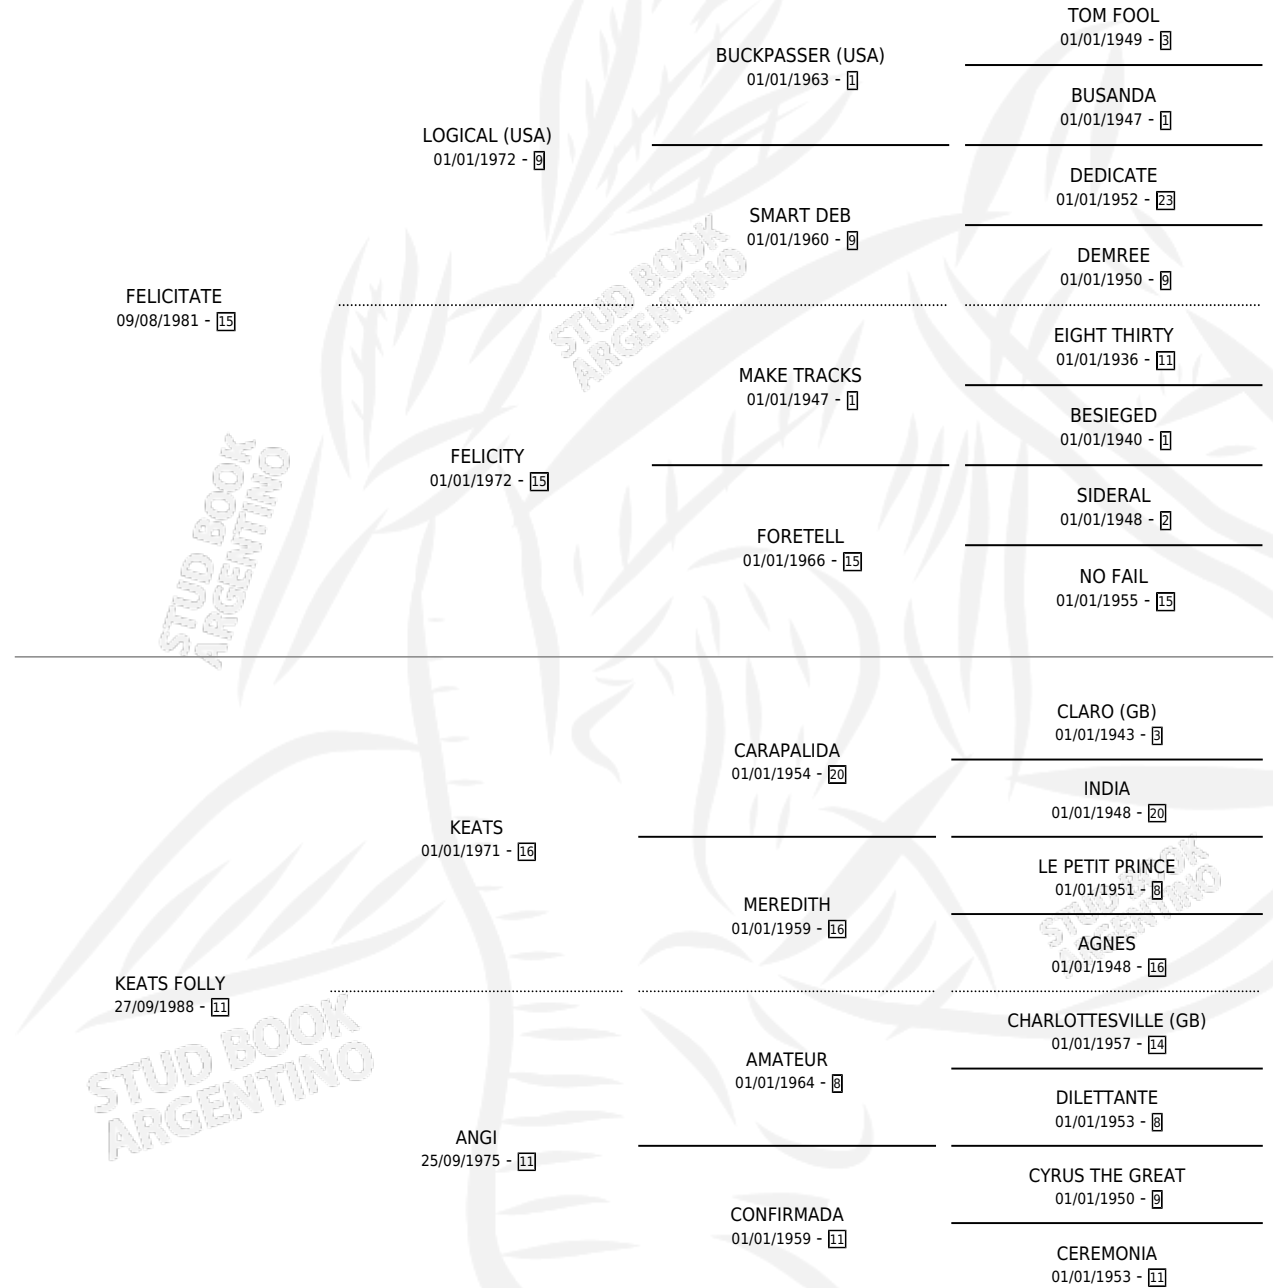 TOM FOOL
01/01/1949 - 3
BUCKPASSER (USA)
01/01/1963 - 1
BUSANDA
01/01/1947 - 1
LOGICAL (USA)
01/01/1972 - 9
DEDICATE
01/01/1952 - 23
SMART DEB
01/01/1960 - 9
DEMREE
01/01/1950 - 9
FELICITATE
09/08/1981 - 15
EIGHT THIRTY
01/01/1936 - 11
MAKE TRACKS
01/01/1947 - 1
BESIEGED
01/01/1940 - 1
FELICITY
01/01/1972 - 15
SIDERAL
01/01/1948 - 2
FORETELL
01/01/1966 - 15
NO FAIL
01/01/1955 - 15
CLARO (GB)
01/01/1943 - 3
CARAPALIDA
01/01/1954 - 20
INDIA
01/01/1948 - 20
KEATS
01/01/1971 - 16
LE PETIT PRINCE
01/01/1951 - 8
MEREDITH
01/01/1959 - 16
AGNES
01/01/1948 - 16
KEATS FOLLY
27/09/1988 - 11
CHARLOTTESVILLE (GB)
01/01/1957 - 14
AMATEUR
01/01/1964 - 8
DILETTANTE
01/01/1953 - 8
ANGI
25/09/1975 - 11
CYRUS THE GREAT
01/01/1950 - 9
CONFIRMADA
01/01/1959 - 11
CEREMONIA
01/01/1953 - 11
STUD BOOK
ARGENTINO
STUD BOOK
ARGENTINO
STUD BOOK
ARGENTINO
STUD BOOK
ARGENTINO